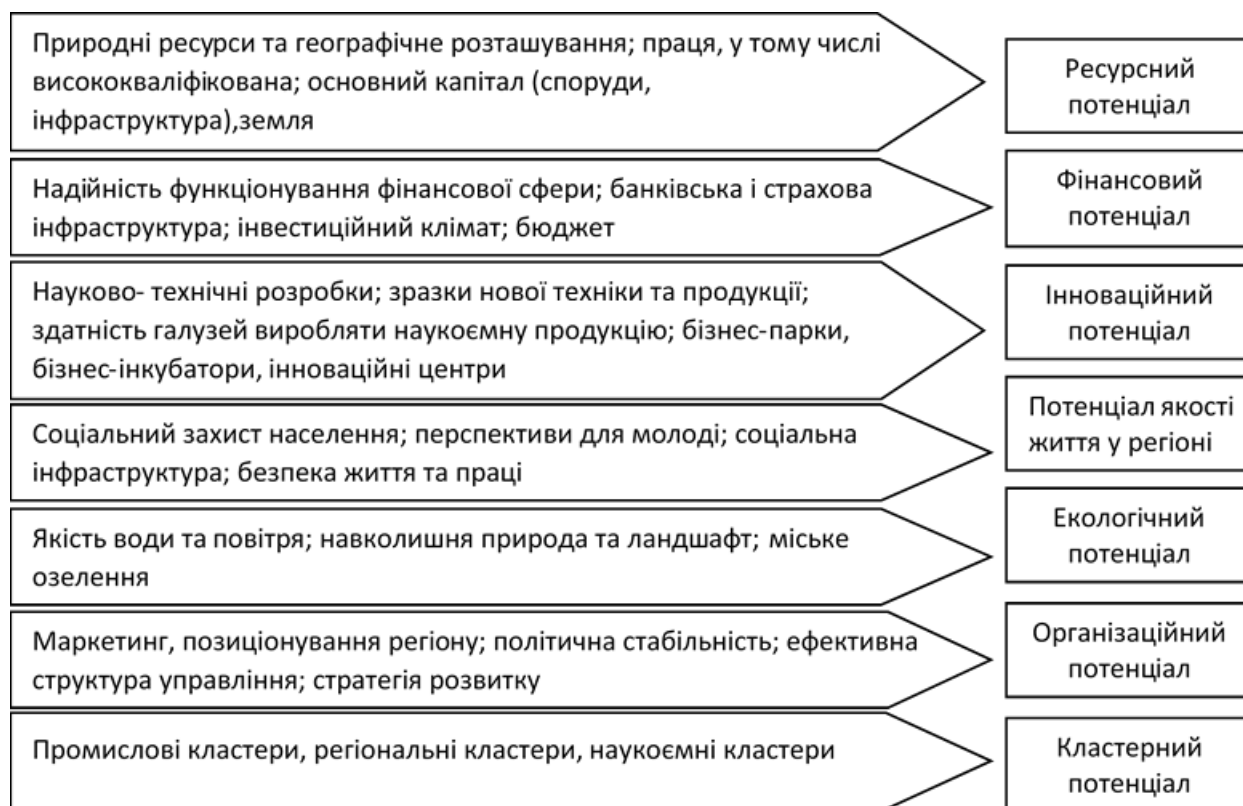 Природні ресурси та географічне розташування; праця, у тому числі
висококваліфікована; основний капітал (споруди,
інфраструктура),земля
Ресурсний
потенціал
Надійність функціонування фінансової сфери; банківська і страхова
інфраструктура; інвестиційний клімат; бюджет
Фінансовий
потенціал
Науково- технічні розробки; зразки нової техніки та продукції;
здатність галузей виробляти наукоємну продукцію; бізнес-парки,
бізнес-інкубатори, інноваційні центри
Інноваційний
потенціал
Соціальний захист населення; перспективи для молоді; соціальна
інфраструктура; безпека життя та праці
Потенціал якості
життя у регіоні
Якість води та повітря; навколишня природа та ландшафт; міське
озелення
Екологічний
потенціал
Маркетинг, позиціонування регіону; політична стабільність; ефективна
структура управління; стратегія розвитку
Організаційний
потенціал
Промислові кластери, регіональні кластери, наукоємні кластери
Кластерний
потенціал